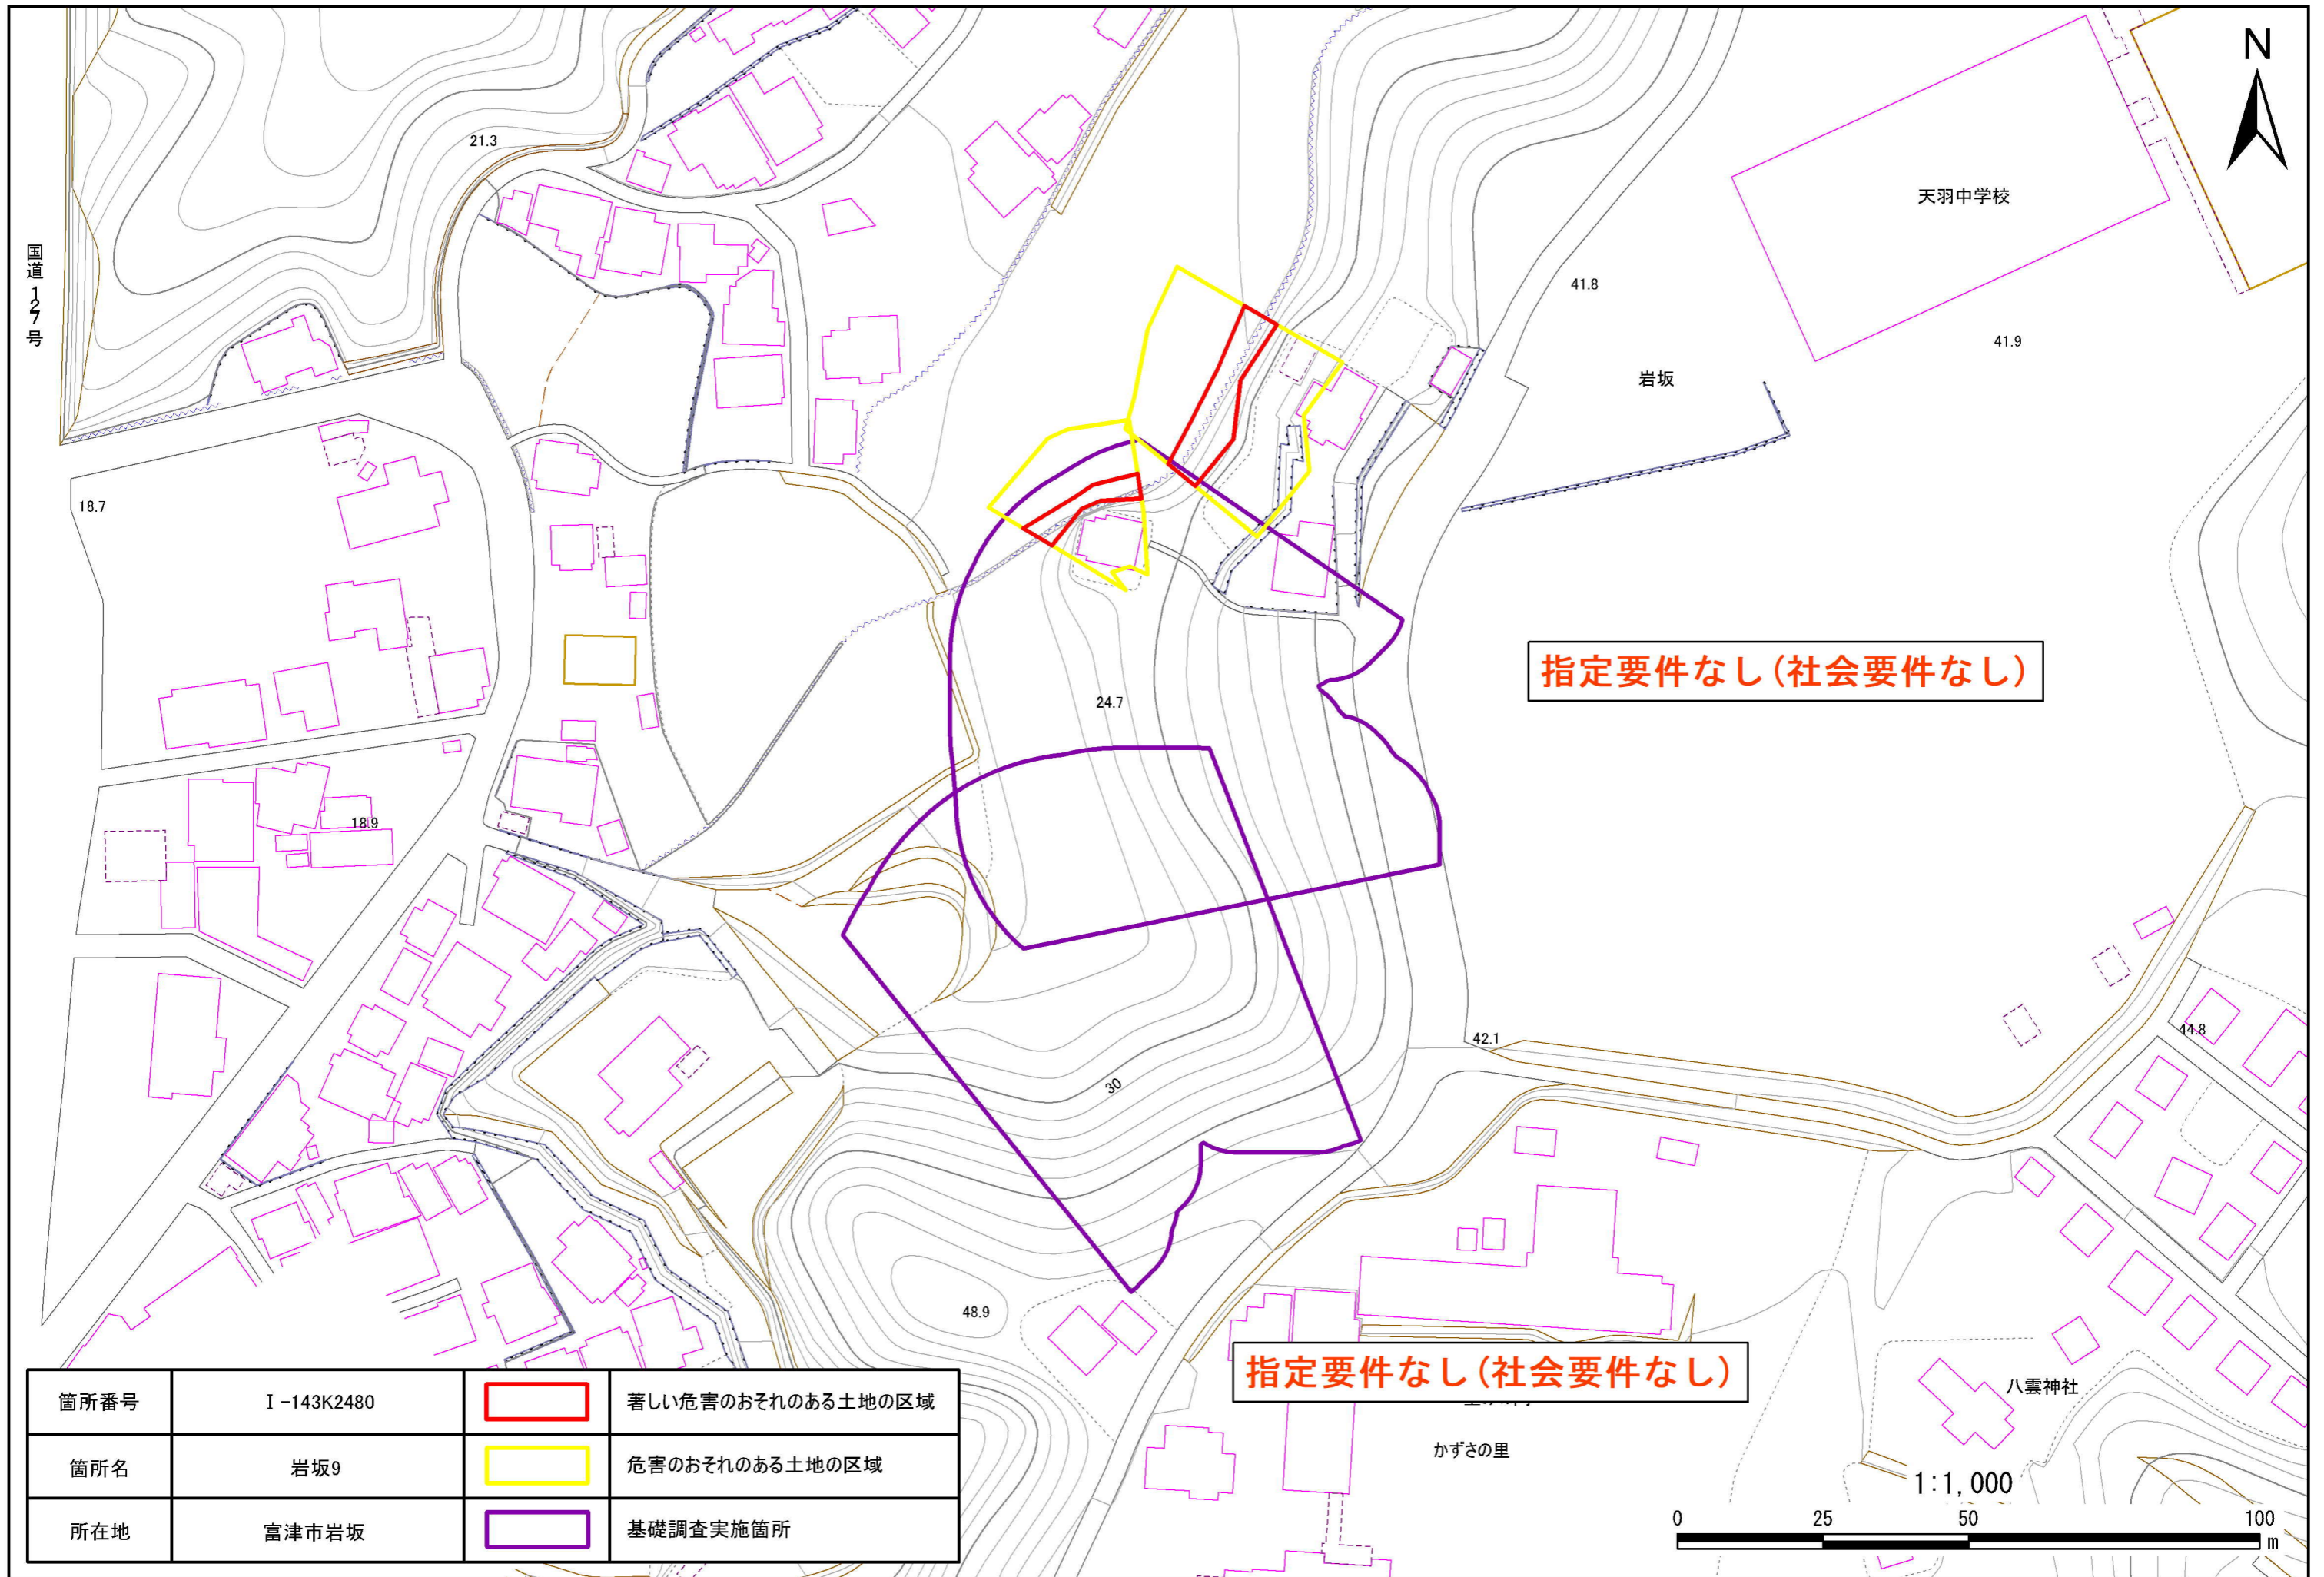 N
21.3
天羽中学校
国道127号
41.8
41.9
岩坂
18.7
指定要件なし(社会要件なし)
24.7
18.9
44.8
42.1
30
48.9
指定要件なし(社会要件なし)
八雲神社
かずさの里
箇所番号 Ⅰ-143K2480 著しい危害のおそれのある土地の区域
箇所名 岩坂9 危害のおそれのある土地の区域
所在地 富津市岩坂 基礎調査実施箇所
1:1,000
0 25 50 100
m